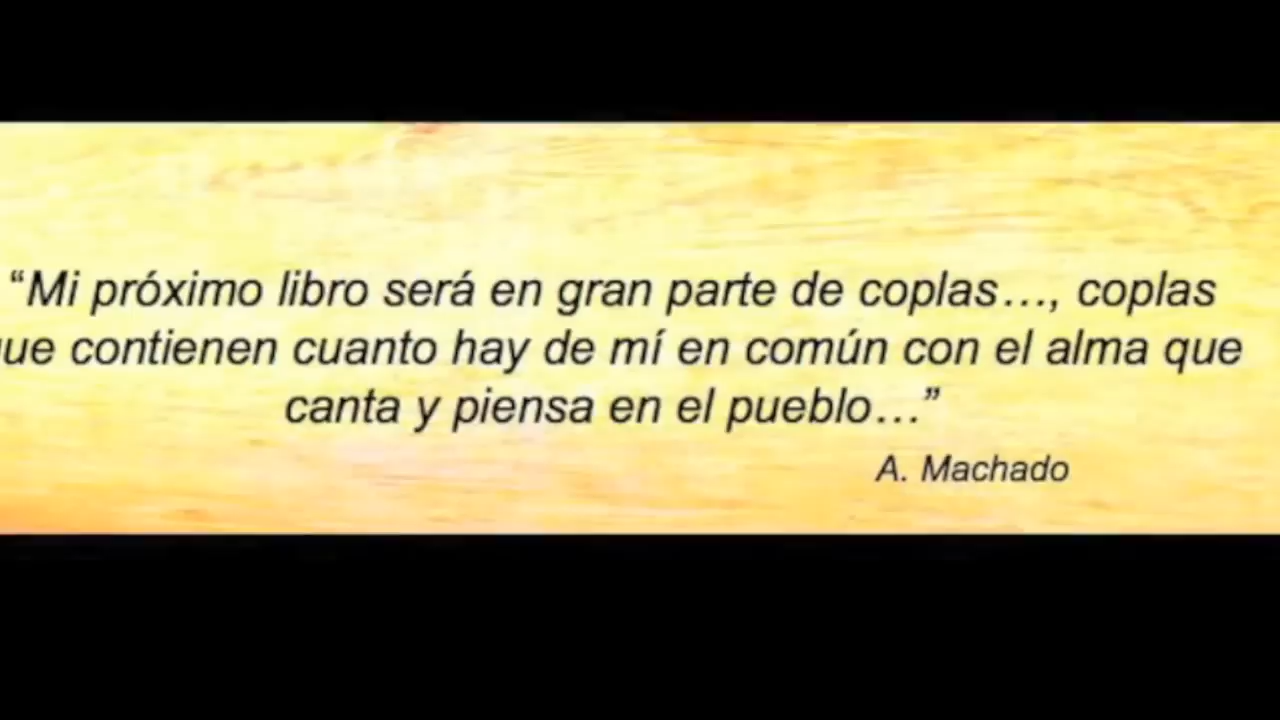 “Mi próximo libro será en gran parte de coplas…, coplas
ue contienen cuanto hay de mí en común con el alma que
canta y piensa en el pueblo…”
A. Machado